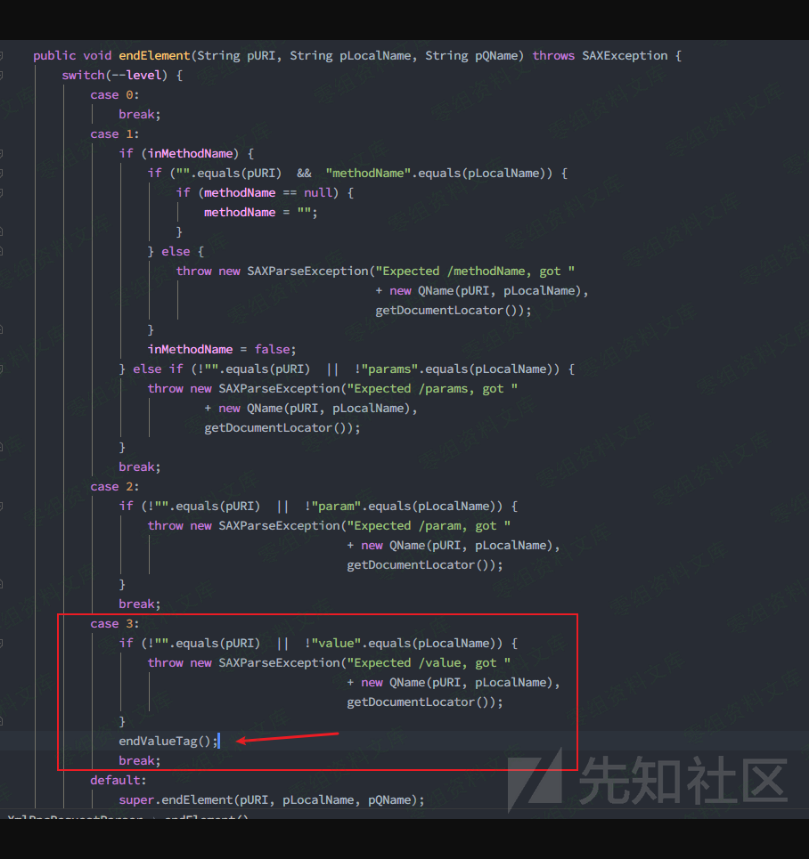 public void endElement(String pURI, String pLocalName, String pQName) throws SAXException {
switch(--level) {
case 0:
break;
case 1:
if (inMethodName) {
if ("".equals(pURI) && "methodName".equals(pLocalName)) {
if (methodName == null) {
methodName = "";
}
} else {
throw new SAXParseException("Expected /methodName, got "
+ new QName(pURI, pLocalName),
getDocumentLocator());
}
inMethodName = false;
} else if (!"".equals(pURI) || !"params".equals(pLocalName)) {
throw new SAXParseException("Expected /params, got "
+ new QName(pURI, pLocalName),
getDocumentLocator());
}
break;
case 2:
if (!"".equals(pURI) || !"param".equals(pLocalName)) {
throw new SAXParseException("Expected /param, got "
+ new QName(pURI, pLocalName),
getDocumentLocator());
}
break;
case 3:
if (!"".equals(pURI) || !"value".equals(pLocalName)) {
throw new SAXParseException("Expected /value, got "
+ new QName(pURI, pLocalName),
getDocumentLocator());
}
endValueTag();
break;
default:
super.endElement(pURI, pLocalName, pQName);
先知社区